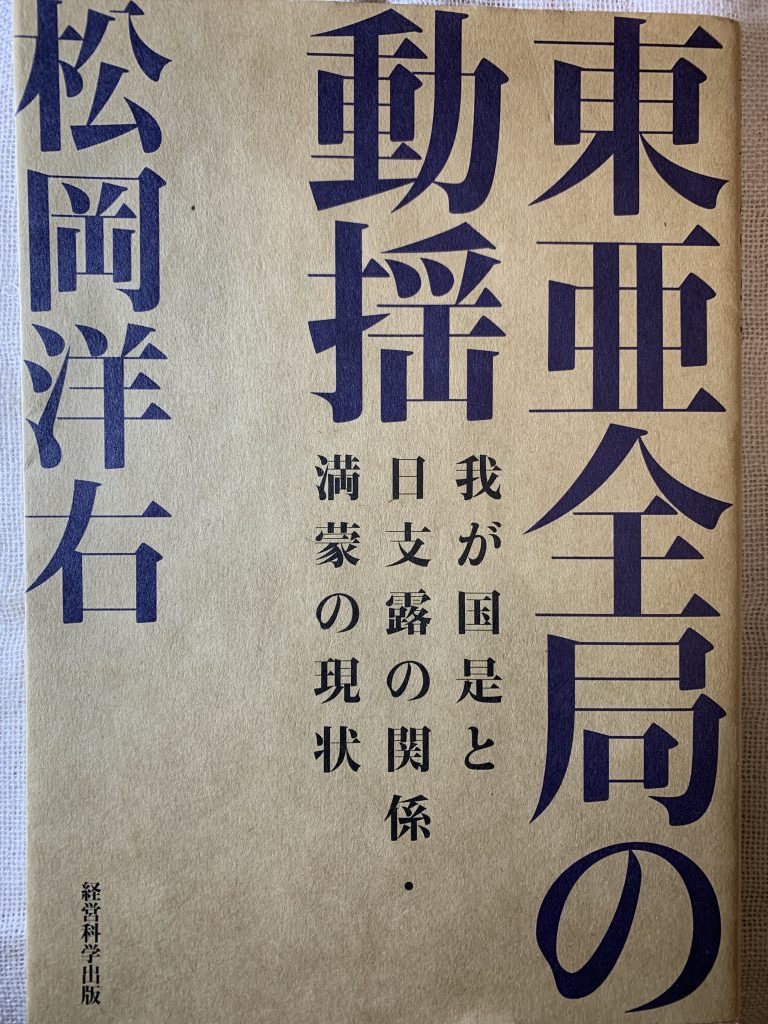 東亜全局の
動揺
我が国是と
日支露の関係・
満蒙の現状
松岡洋右
経営科学出版